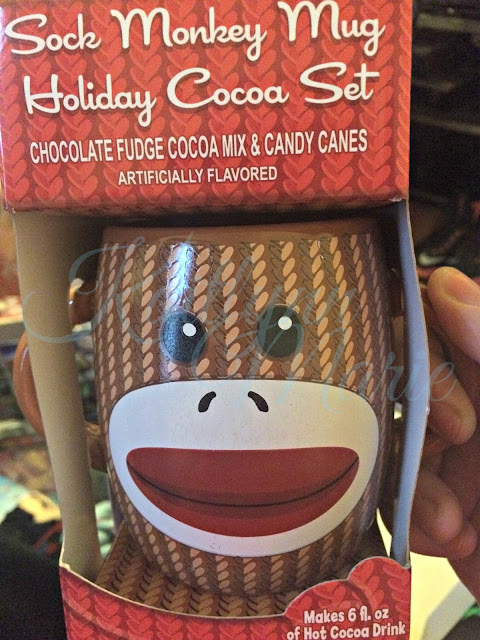 Sock Monkey Mug
Holiday Cocoa Set
CHOCOLATE FUDGE COCOA MIX & CANDY CANES
ARTIFICIALLY FLAVORED
Marie
Makes 6 fl. oz
of Hot Cocoa Drink